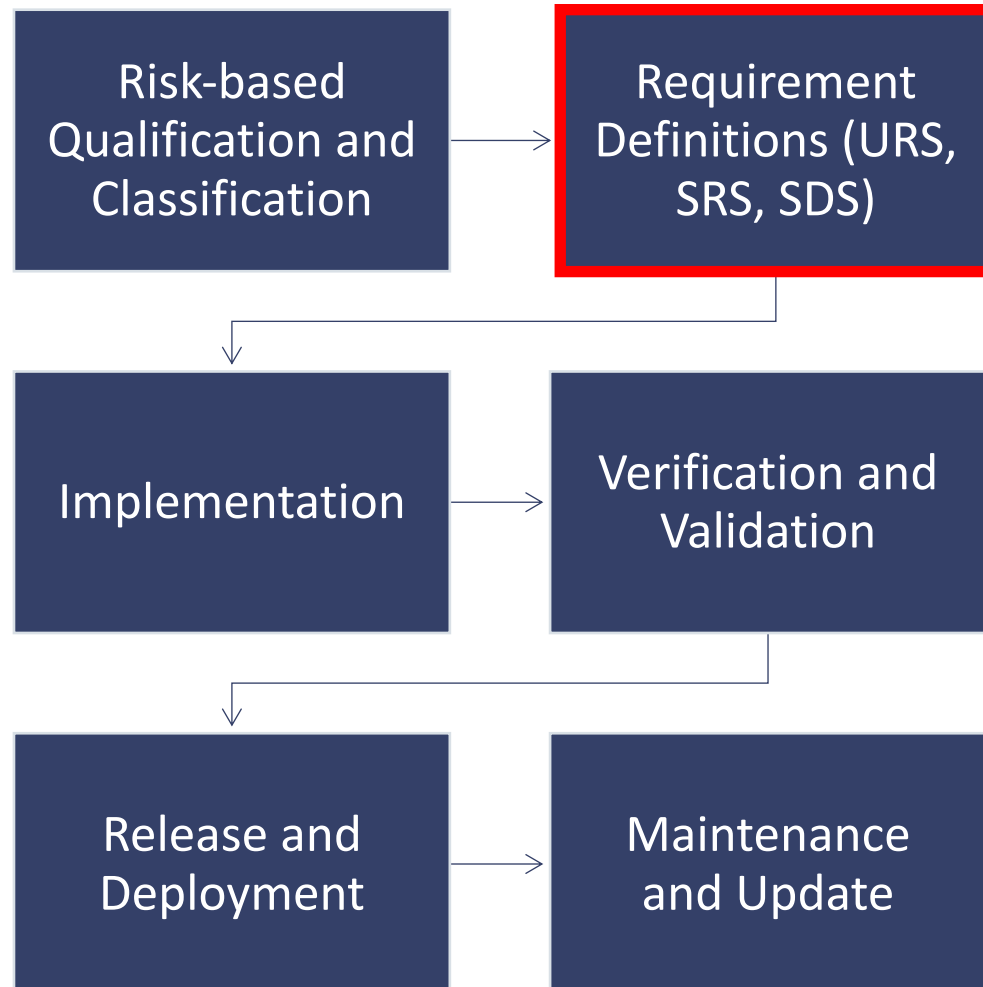 Risk-based
Qualification and
Classification
Requirement
Definitions (URS,
SRS, SDS)
Implementation
Verification and
Validation
Release and
Deployment
Maintenance
and Update